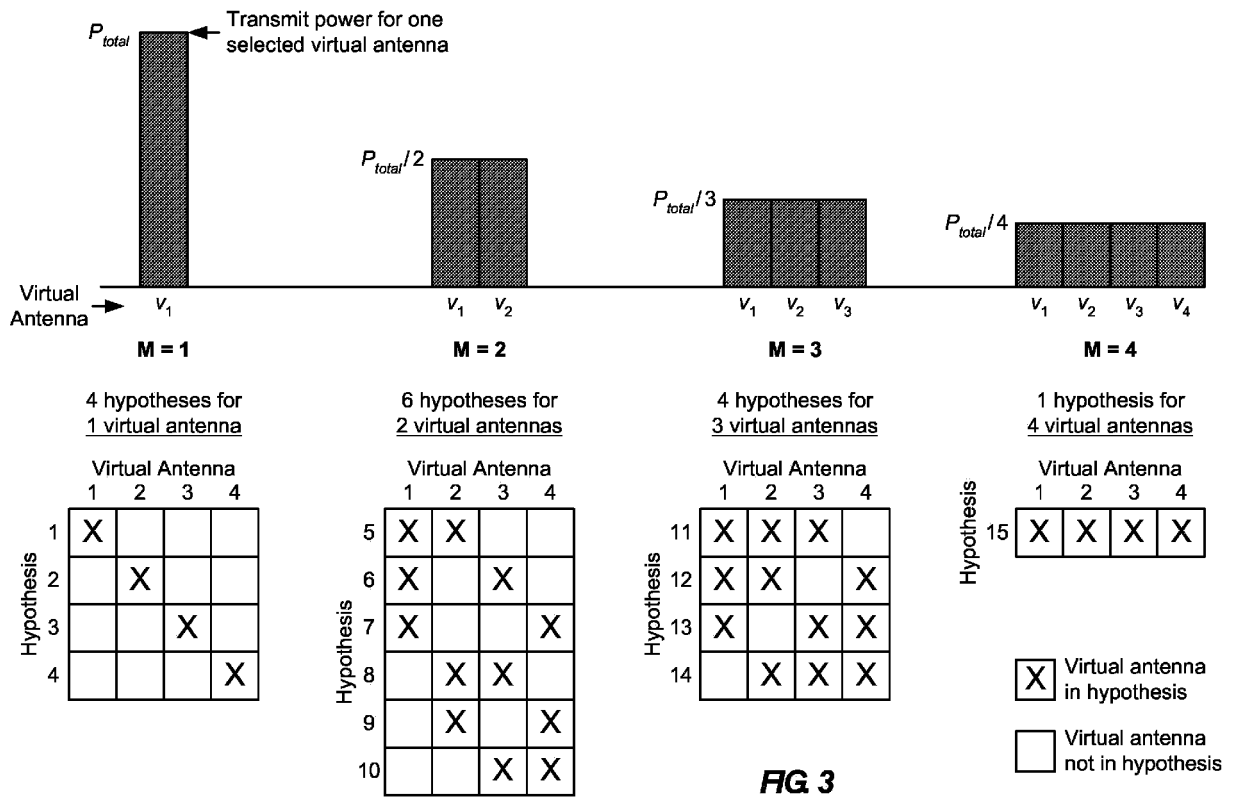 P_total
Transmit power for one
selected virtual antenna
P_total / 2
P_total / 3
P_total / 4
Virtual
Antenna
v1
v1 v2
v1 v2 v3
v1 v2 v3 v4
M = 1
M = 2
M = 3
M = 4
4 hypotheses for
1 virtual antenna
6 hypotheses for
2 virtual antennas
4 hypotheses for
3 virtual antennas
1 hypothesis for
4 virtual antennas
Virtual Antenna
1 2 3 4
Hypothesis
1 X
2 X
3 X
4 X
Virtual Antenna
1 2 3 4
Hypothesis
5 X X
6 X X
7 X X
8 X X
9 X X
10 X X
Virtual Antenna
1 2 3 4
Hypothesis
11 X X X
12 X X X
13 X X X
14 X X X
Virtual Antenna
1 2 3 4
Hypothesis
15 X X X X
X Virtual antenna
in hypothesis
Virtual antenna
not in hypothesis
FIG. 3